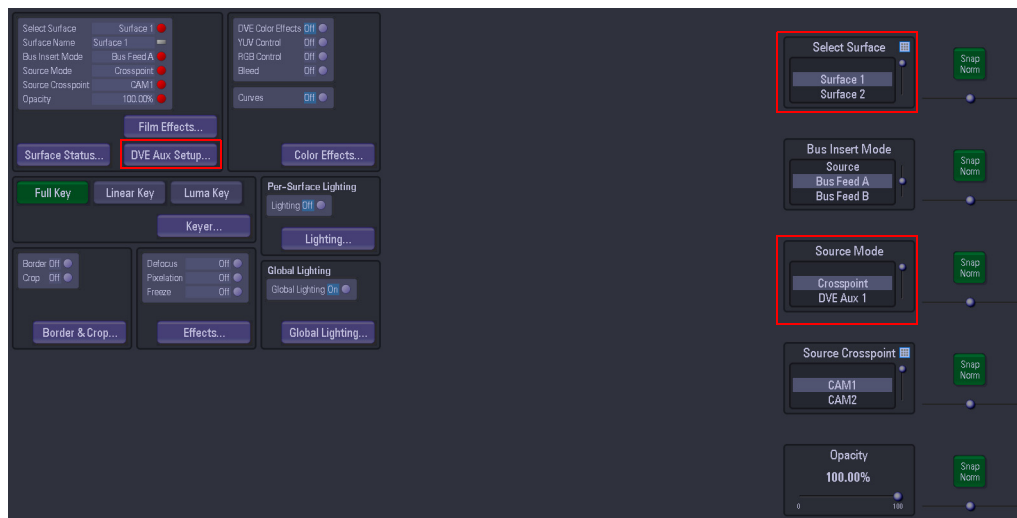 Select Surface Surface 1
Surface Name Surface 1
Bus Insert Mode Bus Feed A
Source Mode Crosspoint
Source Crosspoint CAM1
Opacity 100.00%
Film Effects...
Surface Status... DVE Aux Setup...
DVE Color Effects Off
YUV Control Off
RGB Control Off
Bleed Off
Curves Off
Color Effects...
Full Key Linear Key Luma Key
Keyer...
Per-Surface Lighting
Lighting Off
Lighting...
Border Off
Crop Off
Border & Crop...
Defocus Off
Pixelation Off
Freeze Off
Effects...
Global Lighting
Global Lighting On
Global Lighting...
Select Surface
Surface 1
Surface 2
Snap
Norm
Bus Insert Mode
Source
Bus Feed A
Bus Feed B
Snap
Norm
Source Mode
Crosspoint
DVE Aux 1
Snap
Norm
Source Crosspoint
CAM1
CAM2
Snap
Norm
Opacity
100.00%
0 100
Snap
Norm